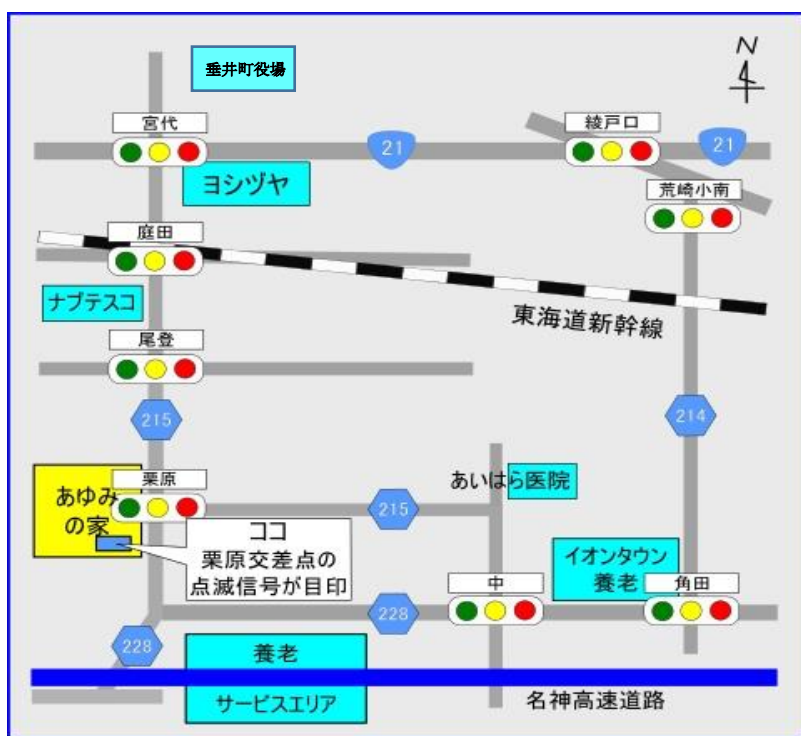 垂井町役場
N
宮代
綾戸口
21
21
ヨシヅヤ
荒崎小南
庭田
ナブテスコ
東海道新幹線
尾登
215
214
あゆみ
の家
栗原
あいはら医院
215
ココ
栗原交差点の
点滅信号が目印
イオンタウン
養老
中
角田
228
228
養老
サービスエリア
名神高速道路